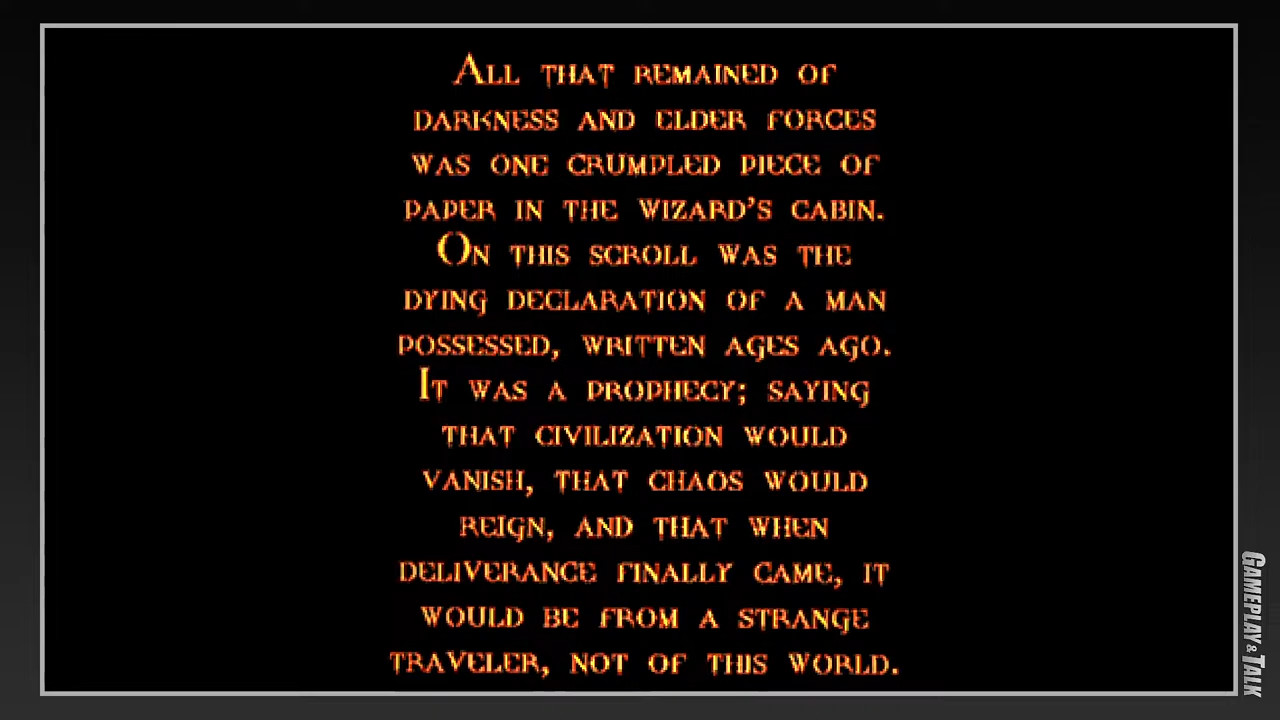 All that remained of
darkness and elder forces
was one crumpled piece of
paper in the wizard's cabin.
On this scroll was the
dying declaration of a man
possessed, written ages ago.
It was a prophecy; saying
that civilization would
vanish, that chaos would
reign, and that when
deliverance finally came, it
would be from a strange
traveler, not of this world.
Gameplay & Talk